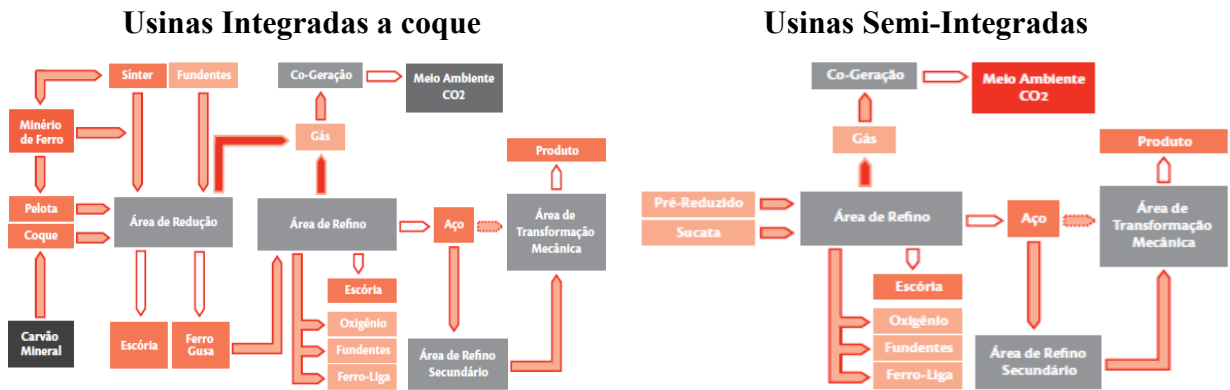 Usinas Integradas a coque
Sínter
Fundentes
Co-Geração
Meio Ambiente
CO2
Minério
de Ferro
Gás
Produto
Pelota
Coque
Área de Redução
Área de Refino
Aço
Área de
Transformação
Mecânica
Escória
Carvão
Mineral
Escória
Ferro
Gusa
Oxigênio
Fundentes
Ferro-Liga
Área de Refino
Secundário
Usinas Semi-Integradas
Co-Geração
Meio Ambiente
CO2
Gás
Produto
Pré-Reduzido
Sucata
Área de Refino
Aço
Área de
Transformação
Mecânica
Escória
Oxigênio
Fundentes
Ferro-Liga
Área de Refino
Secundário